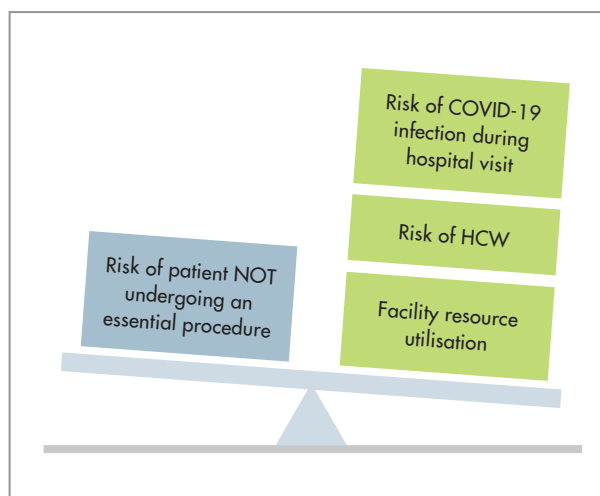 Risk of COVID-19
infection during
hospital visit
Risk of HCW
Risk of patient NOT
undergoing an
essential procedure
Facility resource
utilisation